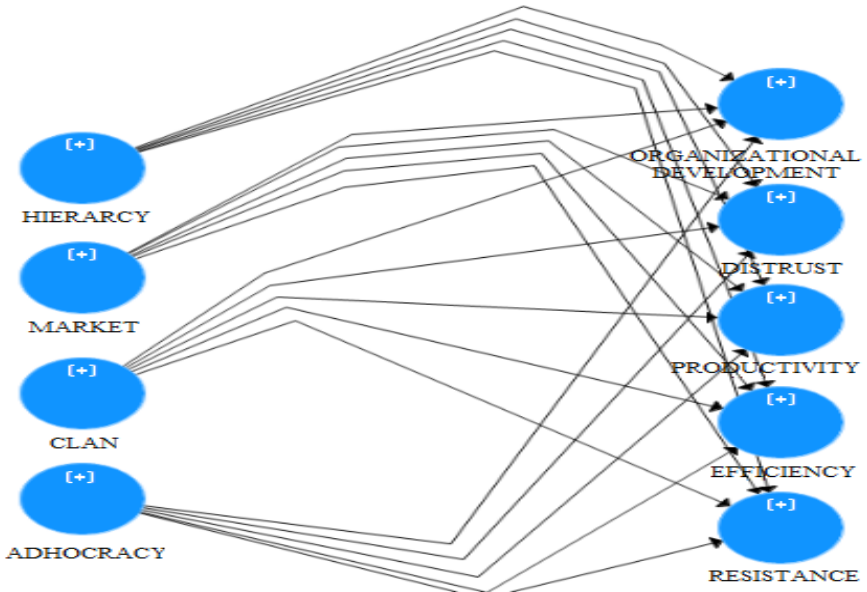 [+]
HIERARCY
[+]
MARKET
[+]
CLAN
[+]
ADHOCRACY
[+]
ORGANIZATIONAL
DEVELOPMENT
[+]
DISTRUST
[+]
PRODUCTIVITY
[+]
EFFICIENCY
[+]
RESISTANCE